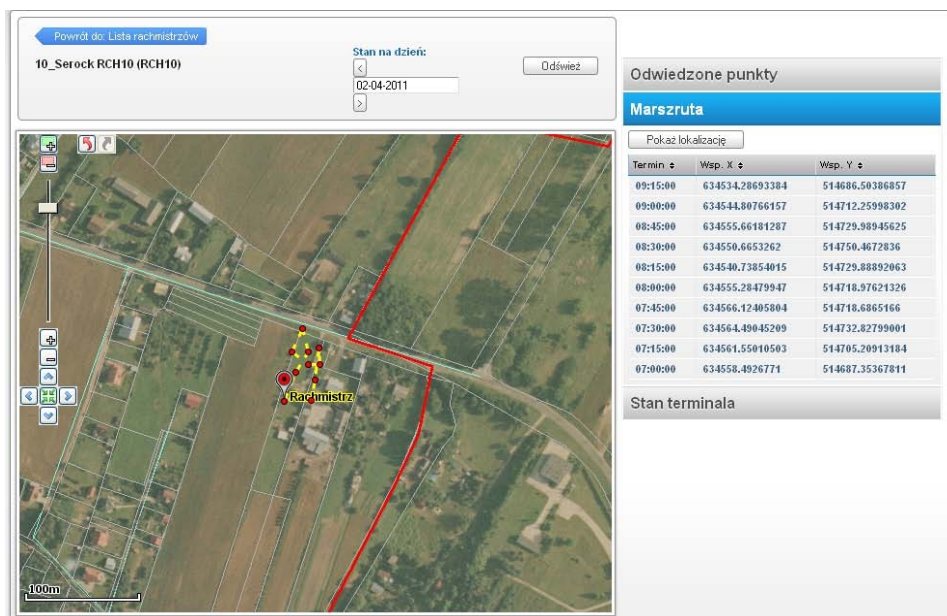 Powrót do: Lista rachmistrzów
10_Serock RCH10 (RCH10)
Stan na dzień:
<
02-04-2011
>
Odśwież
Rachmistrz
100m
Odwiedzone punkty
Marszruta
Pokaż lokalizację
Termin Wsp. X Wsp. Y
09:15:00 634534.28693384 514686.50386857
09:00:00 634544.80766157 514712.25998302
08:45:00 634555.66181287 514729.98945625
08:30:00 634550.6653262 514750.4672836
08:15:00 634540.73854015 514729.88892063
08:00:00 634555.28479947 514718.97621326
07:45:00 634566.12405804 514718.6865166
07:30:00 634564.49045209 514732.82799001
07:15:00 634561.55010503 514705.20913184
07:00:00 634558.4926771 514687.35367811
Stan terminala